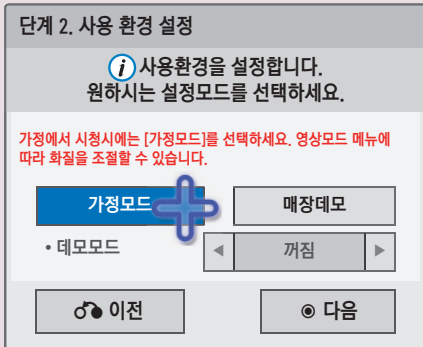 단계 2. 사용 환경 설정
i 사용환경을 설정합니다.
원하시는 설정모드를 선택하세요.
가정에서 시청시에는 [가정모드]를 선택하세요. 영상모드 메뉴에
따라 화질을 조절할 수 있습니다.
가정모드 매장데모
• 데모모드 ◀ 꺼짐 ▶
이전 ◉ 다음